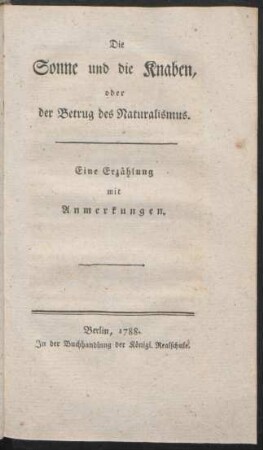 Die
Sonne und die Knaben,
oder
der Betrug des Naturalismus.
Eine Erzählung
mit
Anmerkungen.
Berlin, 1788.
In der Buchhandlung der Königl. Realschule.